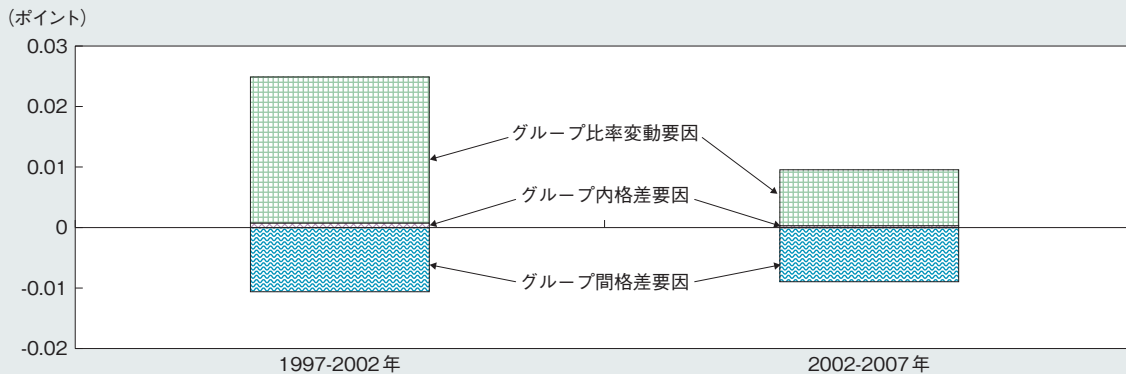 （ポイント）
0.03
0.02
0.01
0
-0.01
-0.02
グループ比率変動要因
グループ内格差要因
グループ間格差要因
1997-2002年
2002-2007年